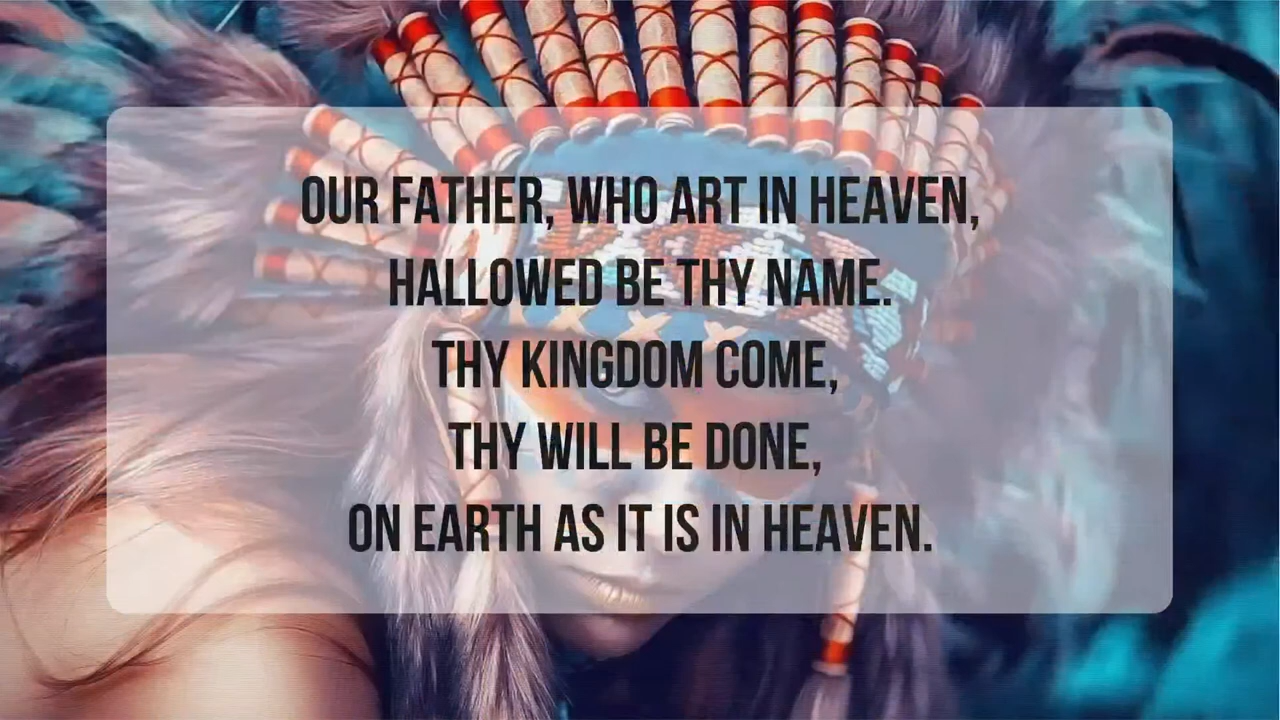 OUR FATHER, WHO ART IN HEAVEN,
HALLOWED BE THY NAME.
THY KINGDOM COME,
THY WILL BE DONE,
ON EARTH AS IT IS IN HEAVEN.